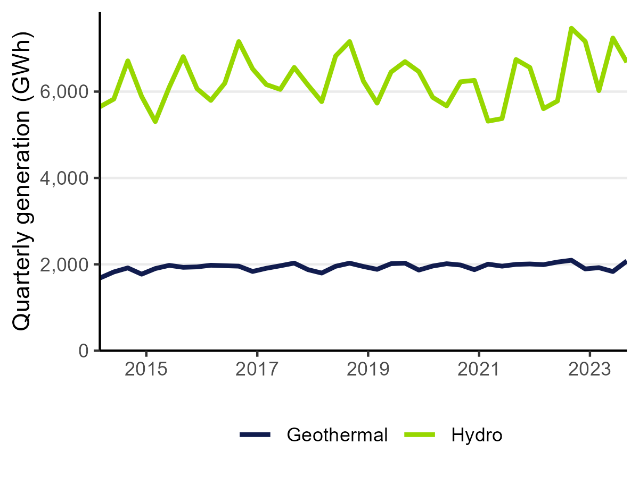 Quarterly generation (GWh)
6,000
4,000
2,000
0
2015 2017 2019 2021 2023
Geothermal Hydro